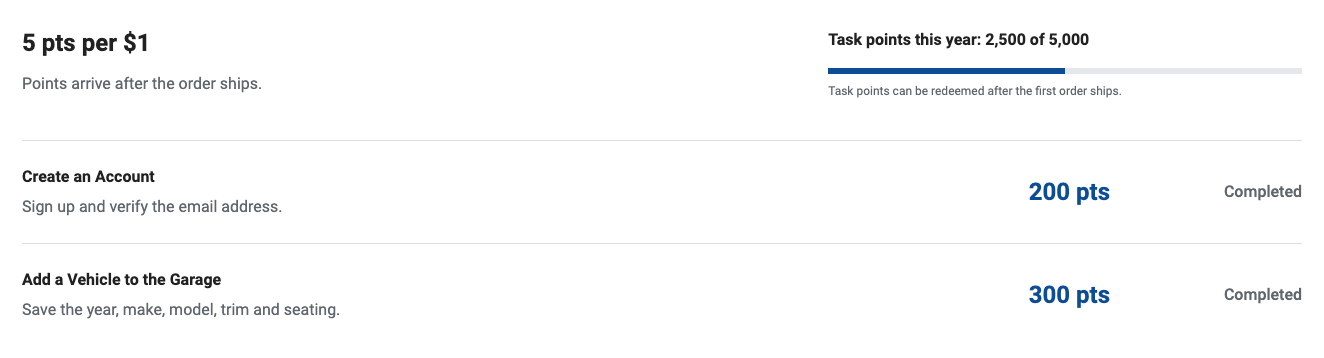 5 pts per $1
Points arrive after the order ships.
Task points this year: 2,500 of 5,000
Task points can be redeemed after the first order ships.
Create an Account
Sign up and verify the email address.
200 pts
Completed
Add a Vehicle to the Garage
Save the year, make, model, trim and seating.
300 pts
Completed